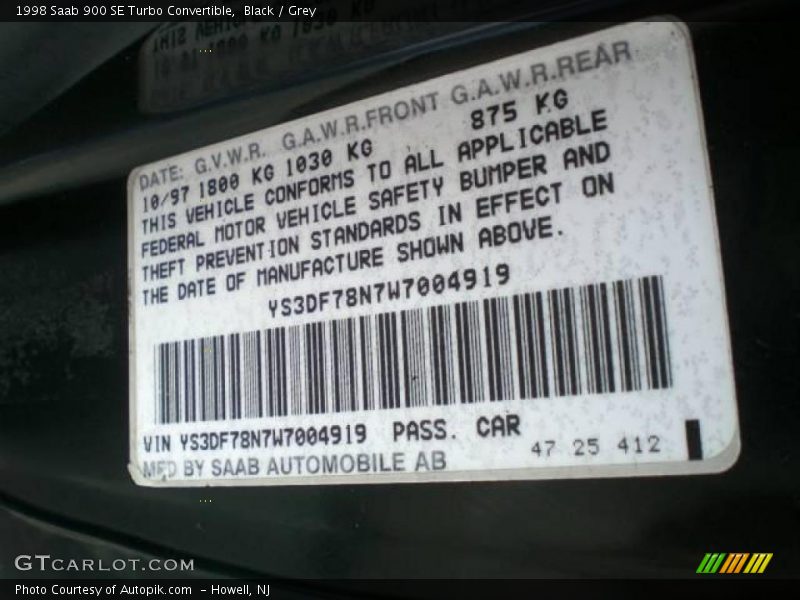 1998 Saab 900 SE Turbo Convertible, Black / Grey
DATE: G.V.W.R. G.A.W.R.FRONT G.A.W.R.REAR
10/97 1800 KG 1030 KG 875 KG
THIS VEHICLE CONFORMS TO ALL APPLICABLE
FEDERAL MOTOR VEHICLE SAFETY BUMPER AND
THEFT PREVENTION STANDARDS IN EFFECT ON
THE DATE OF MANUFACTURE SHOWN ABOVE.
YS3DF78N7W7004919
VIN YS3DF78N7W7004919 PASS. CAR
MFD BY SAAB AUTOMOBILE AB
47 25 412
GTCARLOT.COM
Photo Courtesy of Autopik.com - Howell, NJ